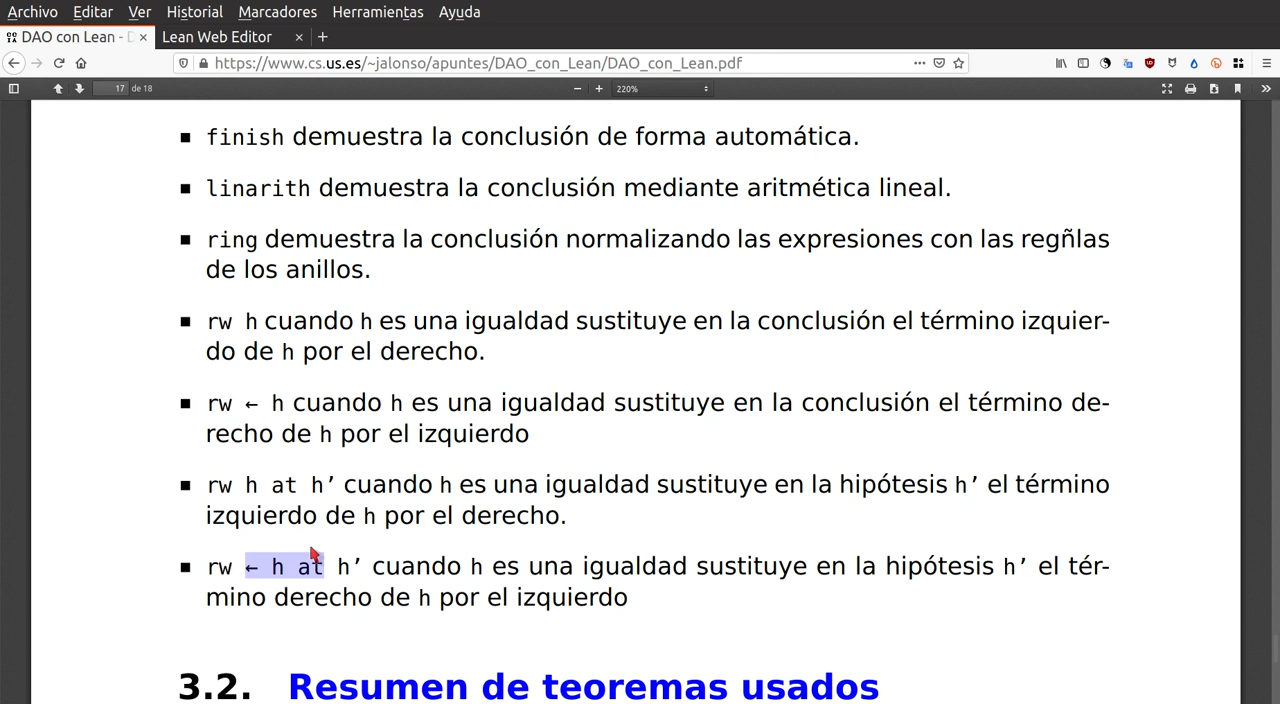 Archivo Editar Ver Historial Marcadores Herramientas Ayuda
DAO con Lean - D × Lean Web Editor × +
https://www.cs.us.es/~jalonso/apuntes/DAO_con_Lean/DAO_con_Lean.pdf
17 de 18 220%
▪ finish demuestra la conclusión de forma automática.
▪ linarith demuestra la conclusión mediante aritmética lineal.
▪ ring demuestra la conclusión normalizando las expresiones con las regñlas
de los anillos.
▪ rw h cuando h es una igualdad sustituye en la conclusión el término izquier-
do de h por el derecho.
▪ rw ← h cuando h es una igualdad sustituye en la conclusión el término de-
recho de h por el izquierdo
▪ rw h at h’ cuando h es una igualdad sustituye en la hipótesis h’ el término
izquierdo de h por el derecho.
▪ rw ← h at h’ cuando h es una igualdad sustituye en la hipótesis h’ el tér-
mino derecho de h por el izquierdo
3.2. Resumen de teoremas usados